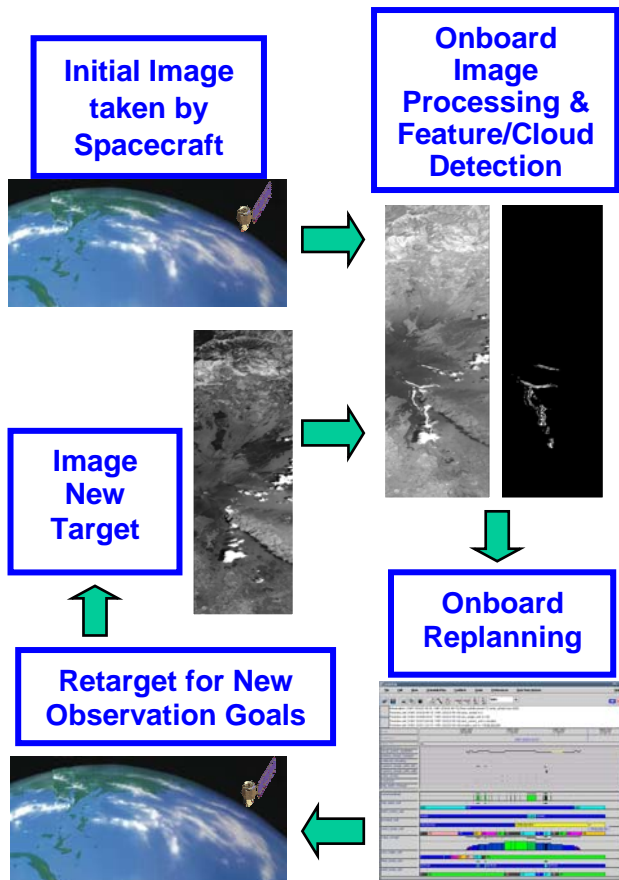 Initial Image
taken by
Spacecraft
Onboard
Image
Processing &
Feature/Cloud
Detection
Image
New
Target
Onboard
Replanning
Retarget for New
Observation Goals